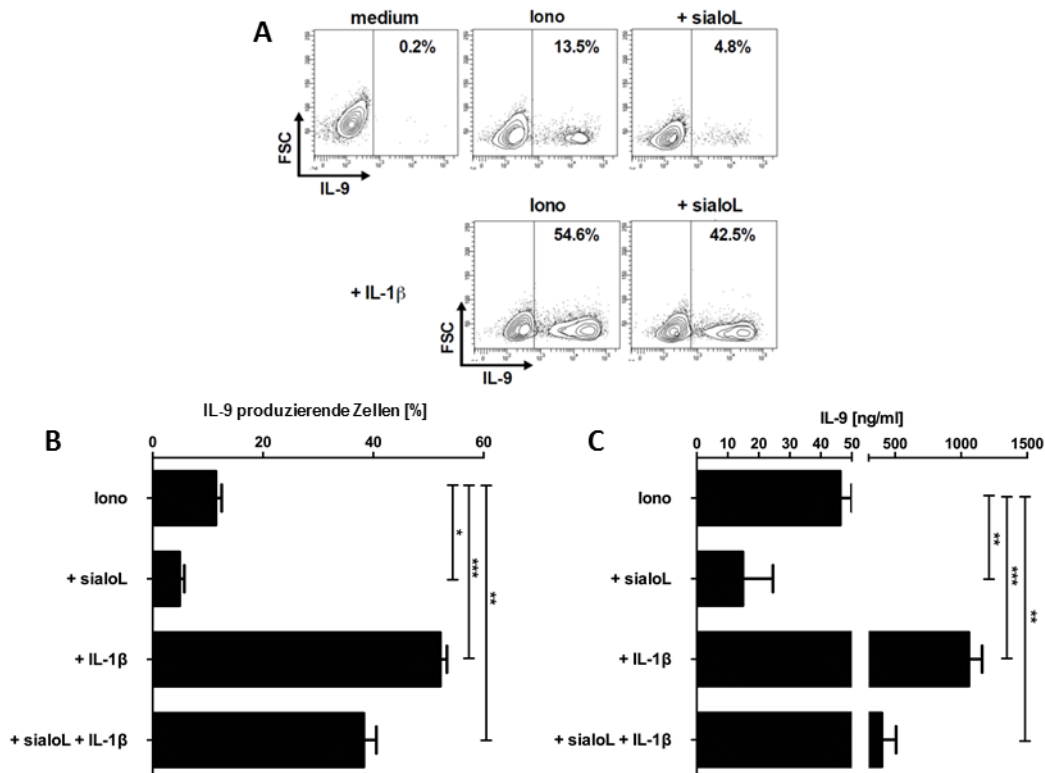 A
medium Iono + sialoL
0.2% 13.5% 4.8%
FSC
IL-9
Iono + sialoL
54.6% 42.5%
+ IL-1β
FSC
IL-9
B
IL-9 produzierende Zellen [%]
0 20 40 60
Iono
+ sialoL
+ IL-1β
+ sialoL + IL-1β
*
***
**
C
IL-9 [ng/ml]
0 10 20 30 40 50 500 1000 1500
Iono
+ sialoL
+ IL-1β
+ sialoL + IL-1β
**
***
**